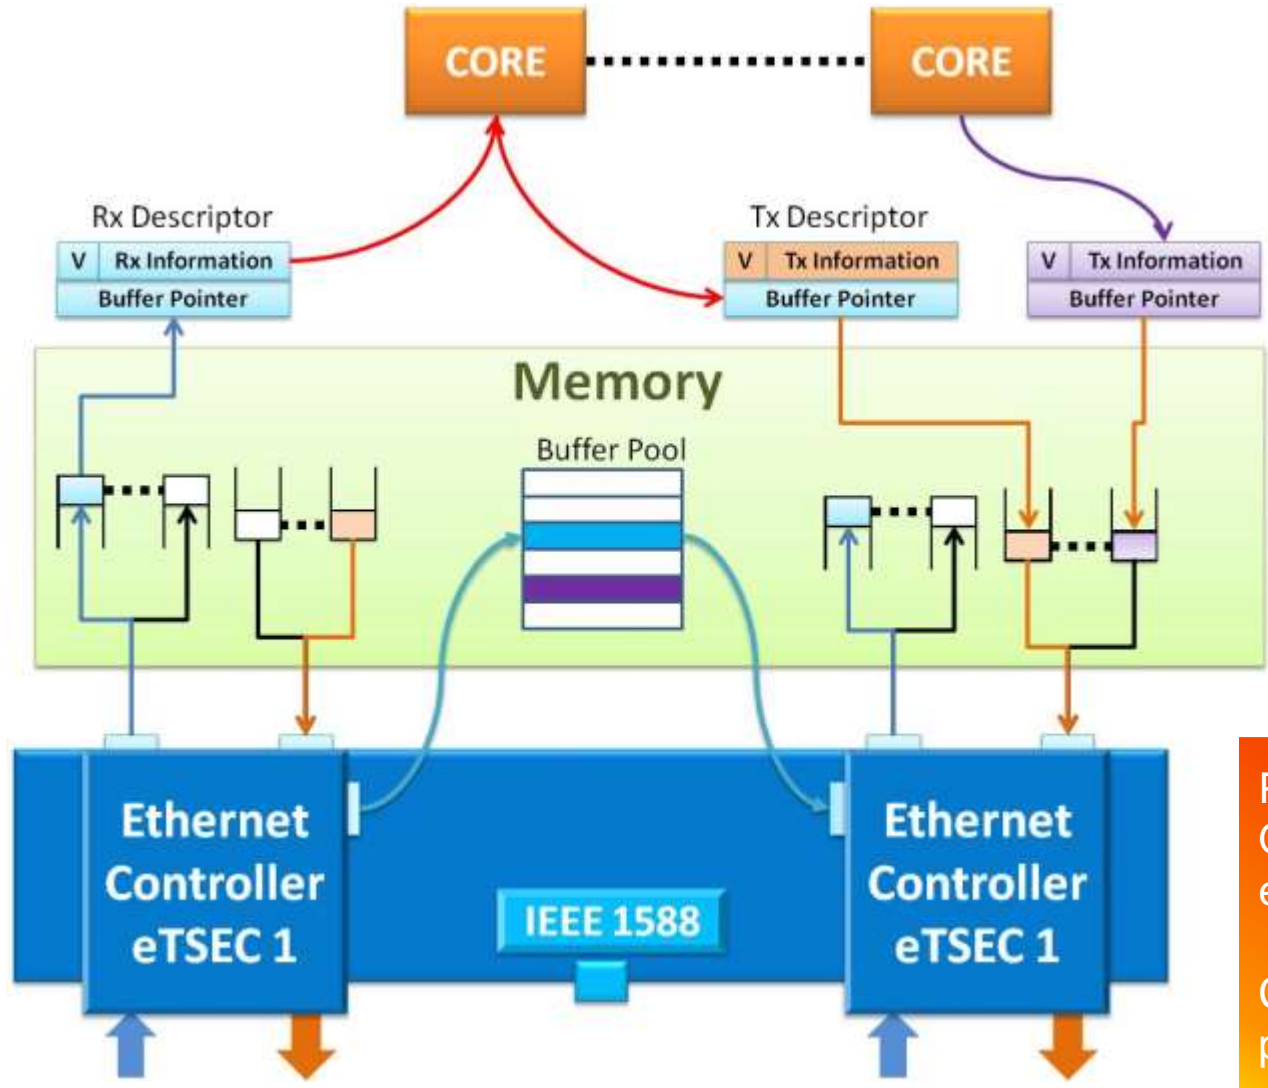 CORE
CORE
Rx Descriptor
Tx Descriptor
V Rx Information
V Tx Information
V Tx Information
Buffer Pointer
Buffer Pointer
Buffer Pointer
Memory
Buffer Pool
Ethernet
Controller
eTSEC 1
Ethernet
Controller
eTSEC 1
IEEE 1588